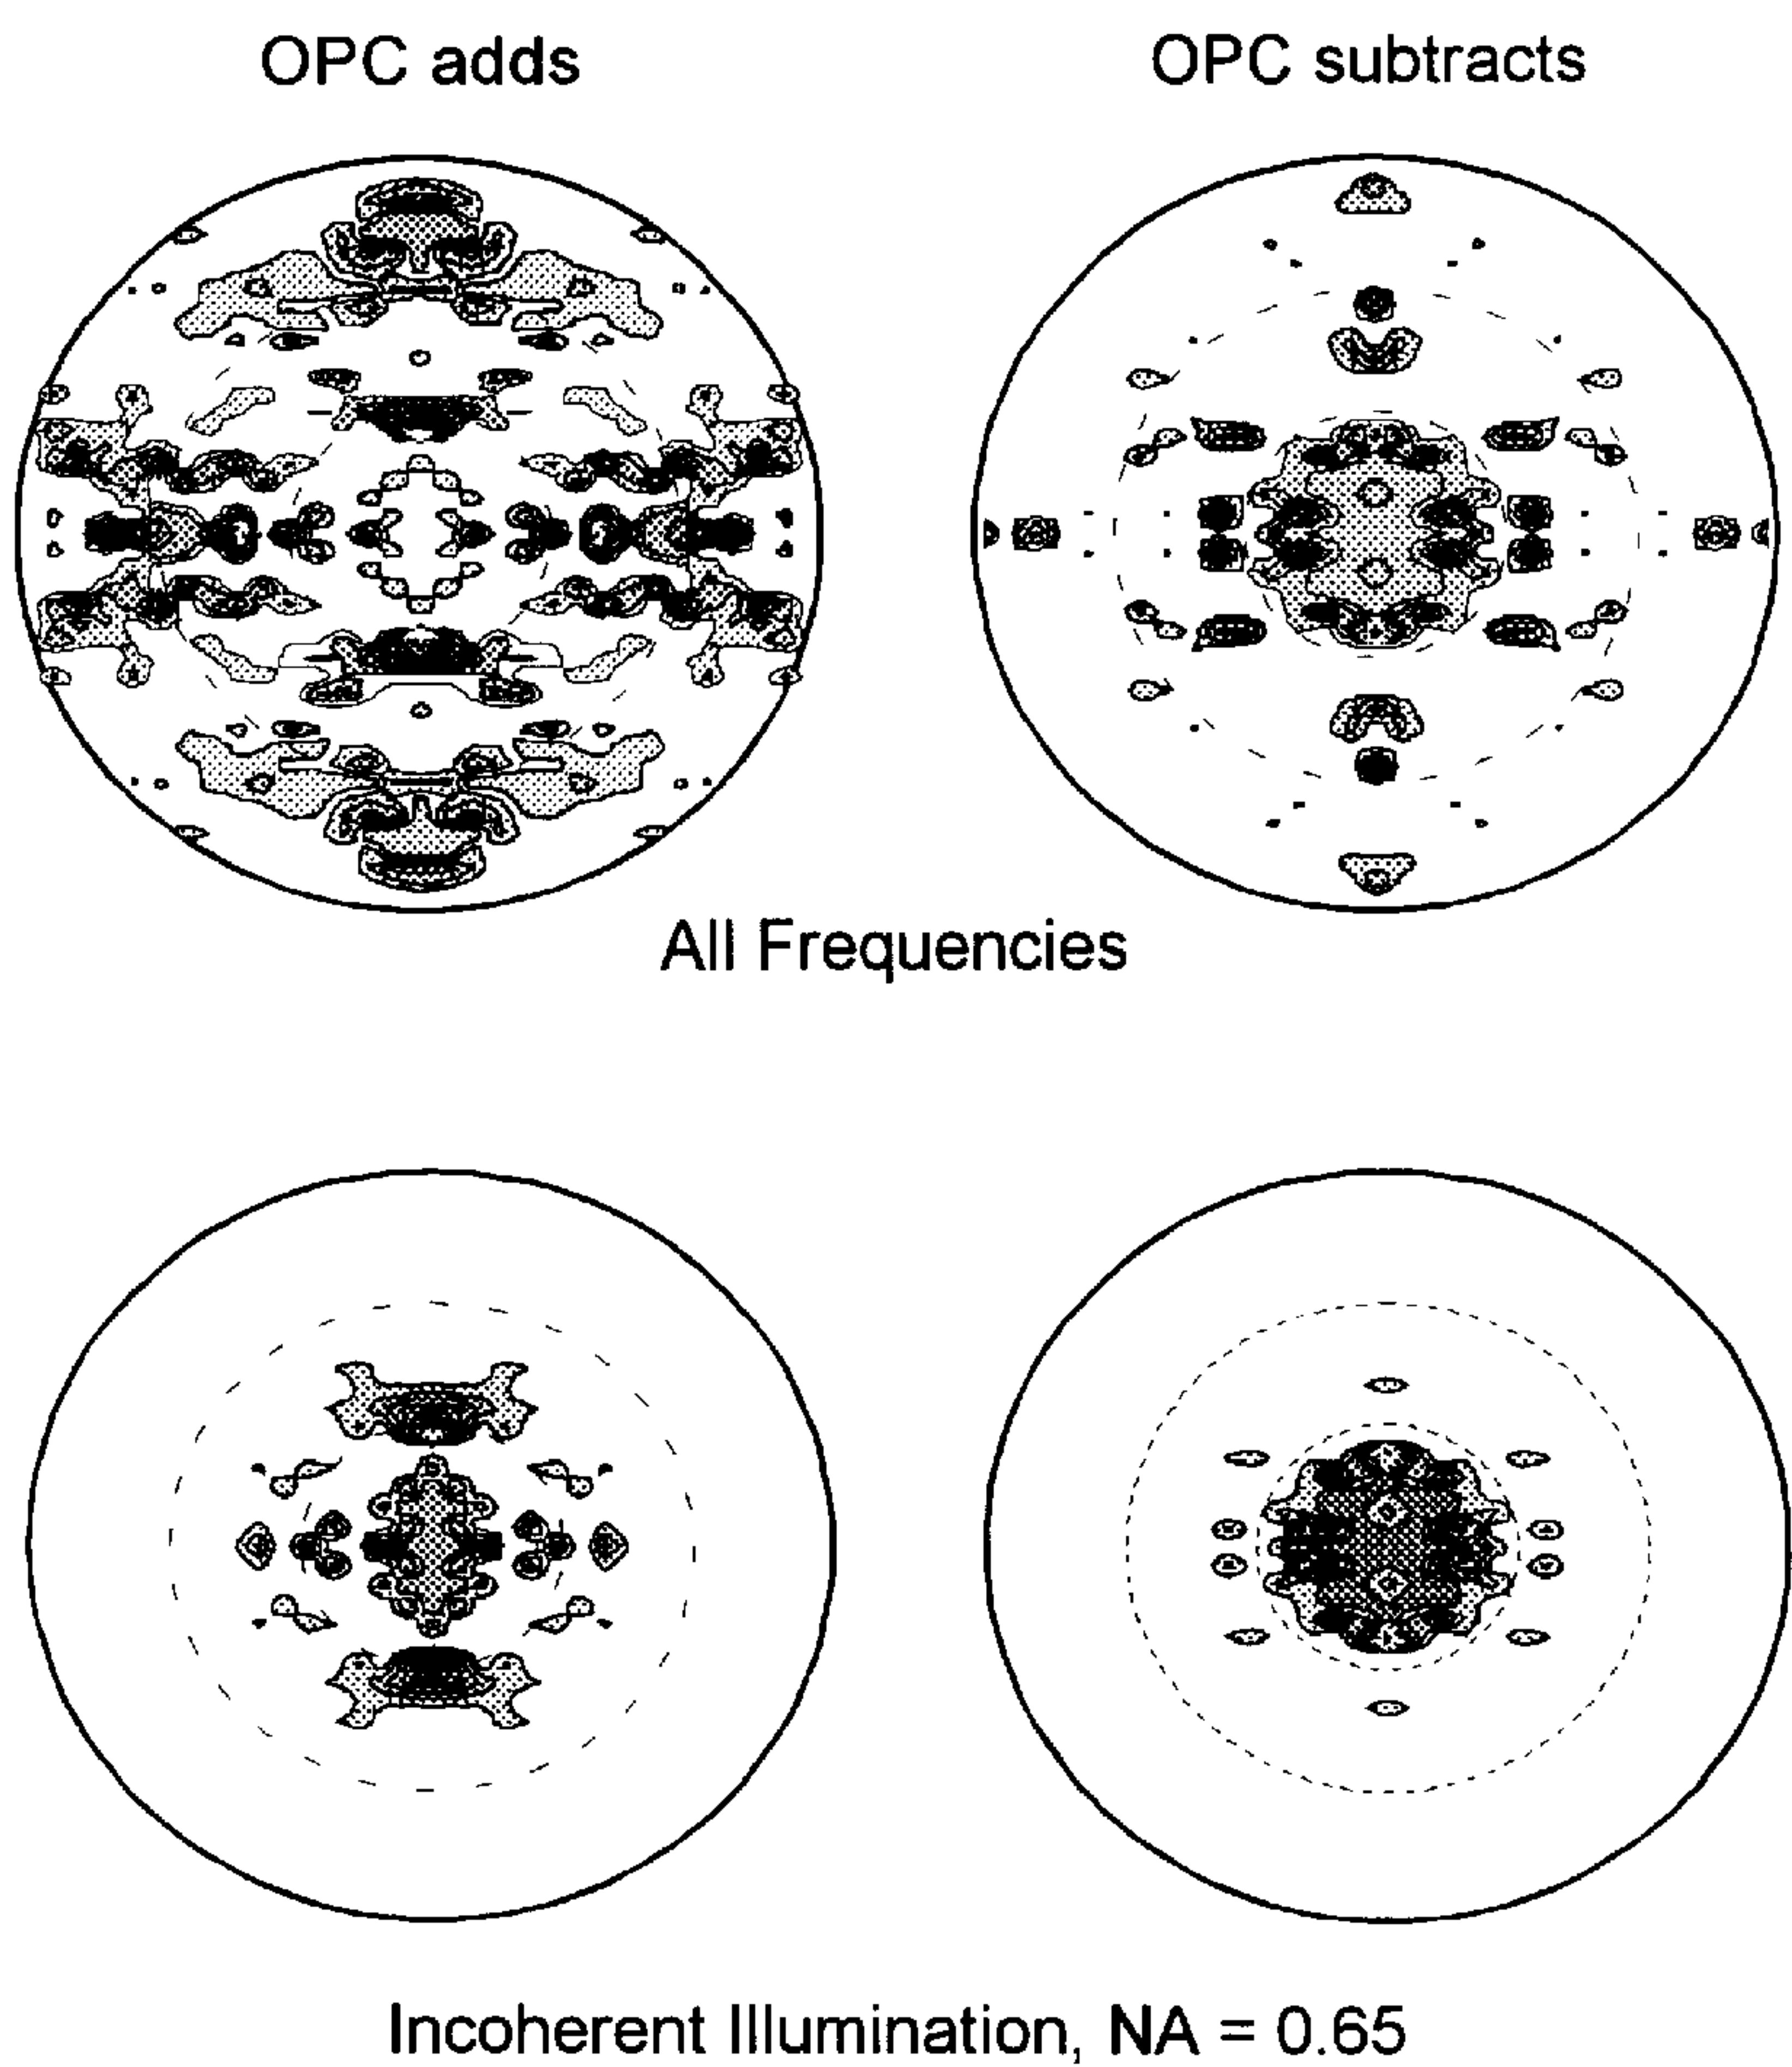 OPC adds
OPC subtracts
All Frequencies
Incoherent Illumination, NA = 0.65